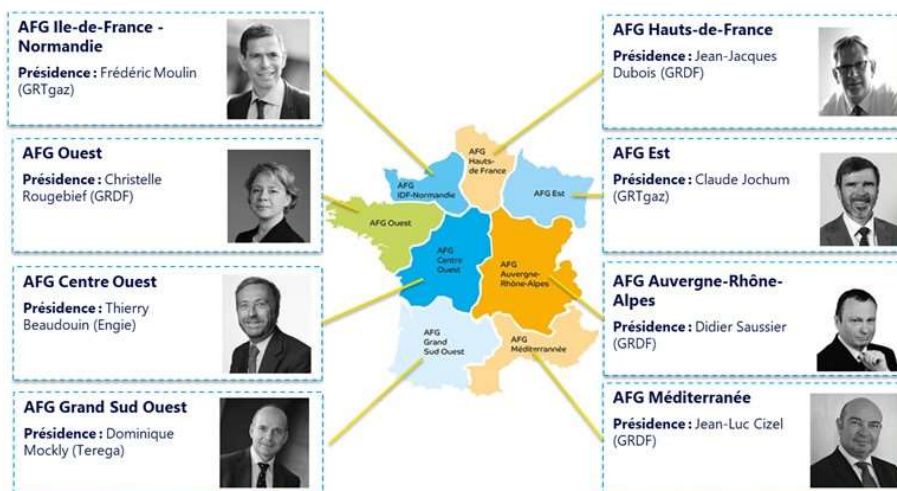 AFG Ile-de-France -
Normandie
Présidence : Frédéric Moulin
(GRTgaz)
AFG Ouest
Présidence : Christelle
Rougebief (GRDF)
AFG Centre Ouest
Présidence : Thierry
Beaudouin (Engie)
AFG Grand Sud Ouest
Présidence : Dominique
Mockly (Terega)
AFG
Hauts-
de France
AFG
IDF-Normandie
AFG Est
AFG Ouest
AFG
Centre
Ouest
AFG
Auvergne-
Rhône-Alpes
AFG
Grand
Sud Ouest
AFG
Méditerrannée
AFG Hauts-de-France
Présidence : Jean-Jacques
Dubois (GRDF)
AFG Est
Présidence : Claude Jochum
(GRTgaz)
AFG Auvergne-Rhône-
Alpes
Présidence : Didier Saussier
(GRDF)
AFG Méditerranée
Présidence : Jean-Luc Cizel
(GRDF)